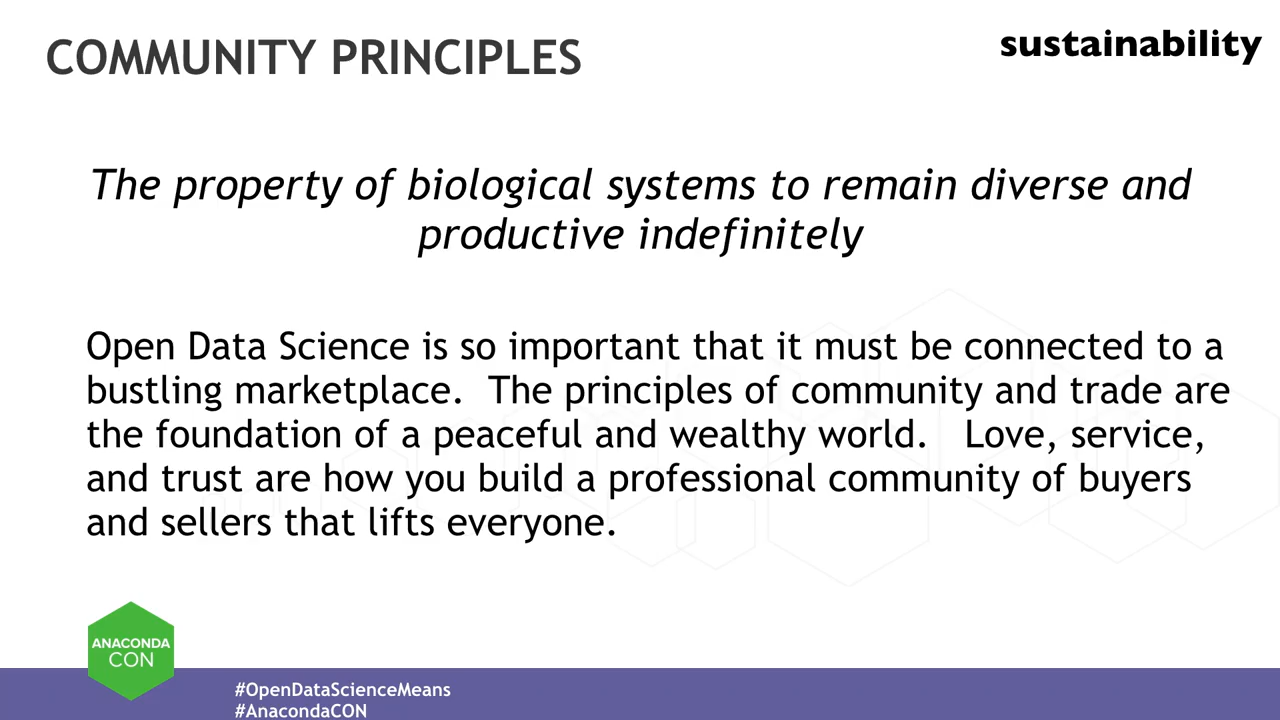 COMMUNITY PRINCIPLES
sustainability
The property of biological systems to remain diverse and
productive indefinitely
Open Data Science is so important that it must be connected to a
bustling marketplace.  The principles of community and trade are
the foundation of a peaceful and wealthy world.   Love, service,
and trust are how you build a professional community of buyers
and sellers that lifts everyone.
ANACONDA
CON
#OpenDataScienceMeans
#AnacondaCON